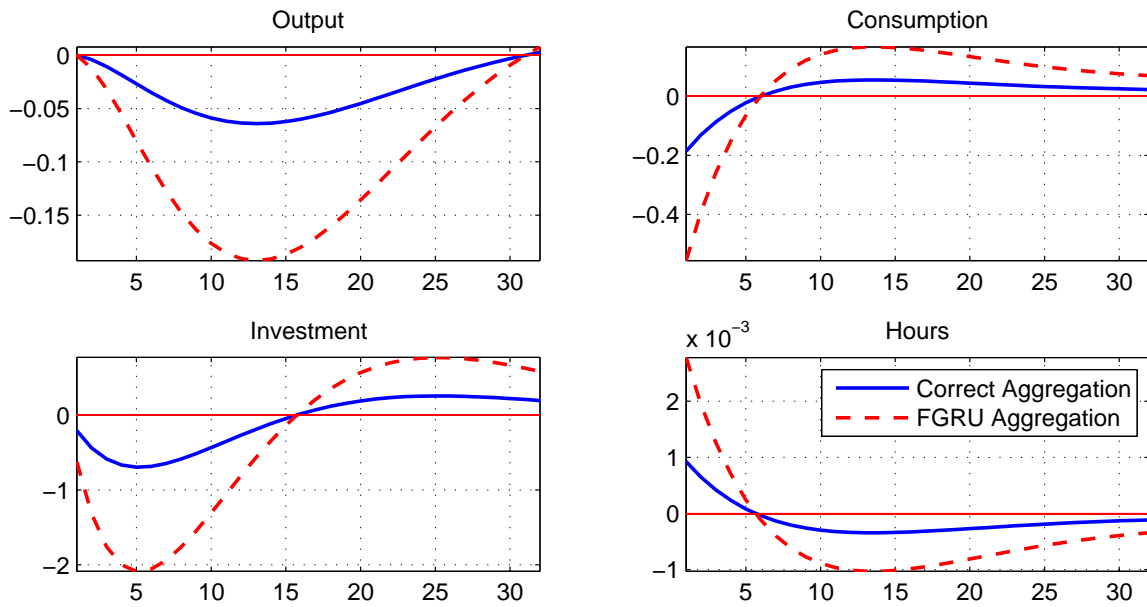 Output
0
−0.05
−0.1
−0.15
5 10 15 20 25 30
Consumption
0
−0.2
−0.4
5 10 15 20 25 30
Investment
0
−1
−2
5 10 15 20 25 30
Hours
x 10⁻³
2
1
0
−1
5 10 15 20 25 30
Correct Aggregation
FGRU Aggregation